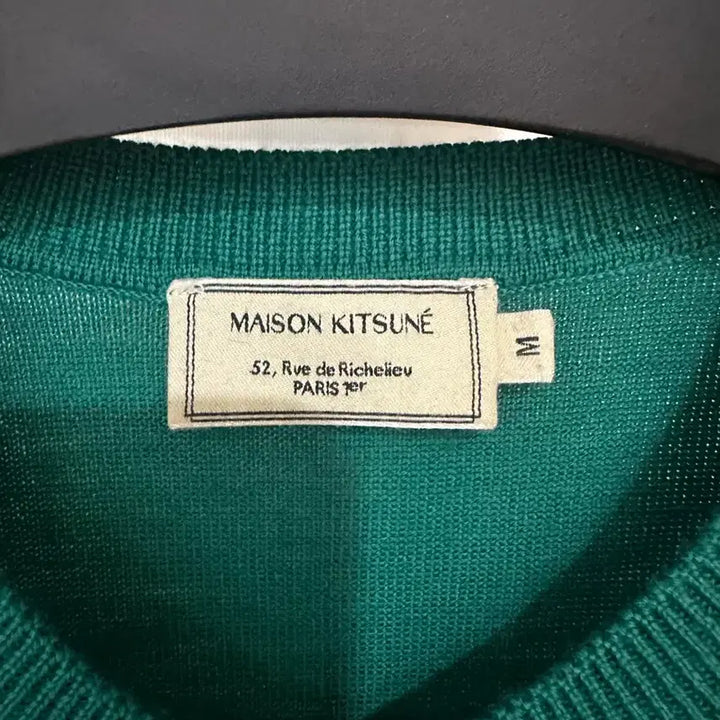 MAISON KITSUNÉ
52, Rue de Richelieu
PARIS 1er
M